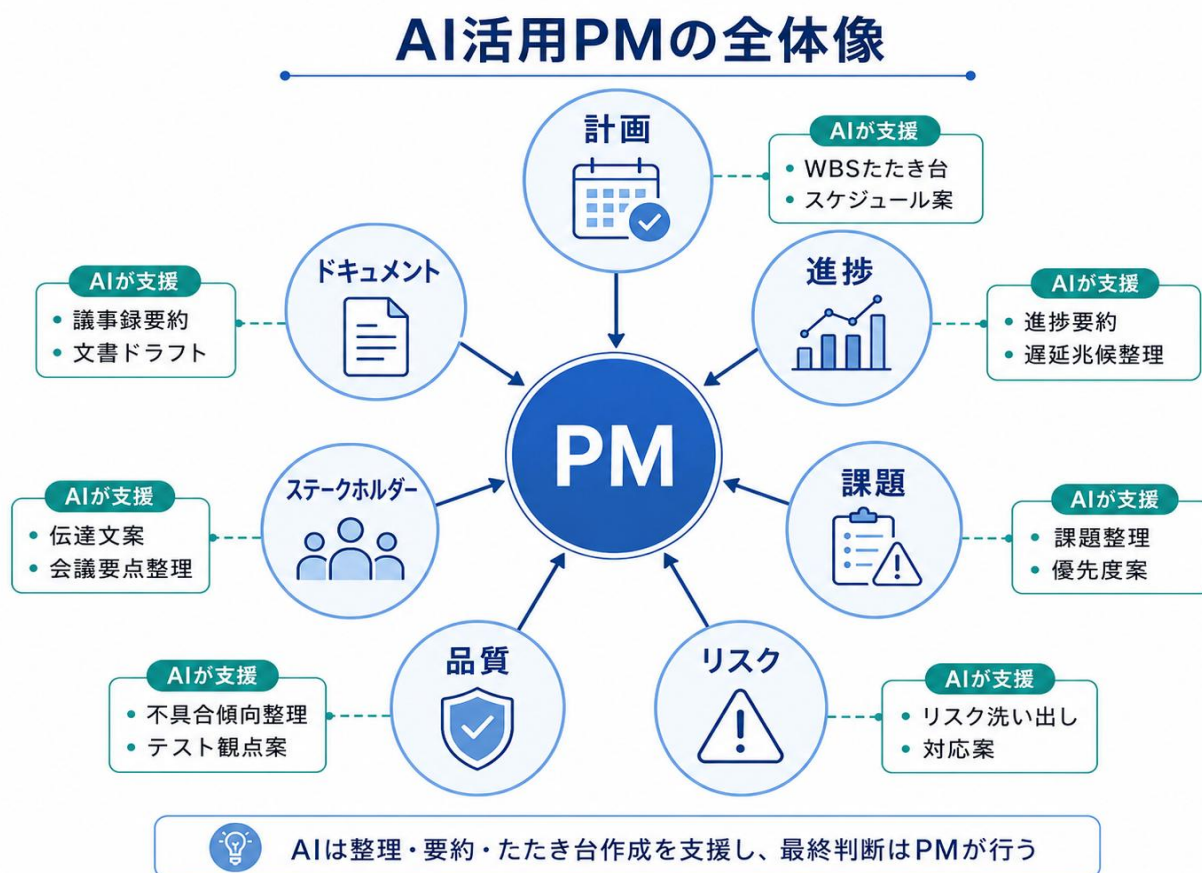 AI活用PMの全体像
計画
AIが支援
・WBSたたき台
・スケジュール案
進捗
AIが支援
・進捗要約
・遅延兆候整理
課題
AIが支援
・課題整理
・優先度案
リスク
AIが支援
・リスク洗い出し
・対応案
品質
AIが支援
・不具合傾向整理
・テスト観点案
ステークホルダー
AIが支援
・伝達文案
・会議要点整理
ドキュメント
AIが支援
・議事録要約
・文書ドラフト
PM
AIは整理・要約・たたき台作成を支援し、最終判断はPMが行う